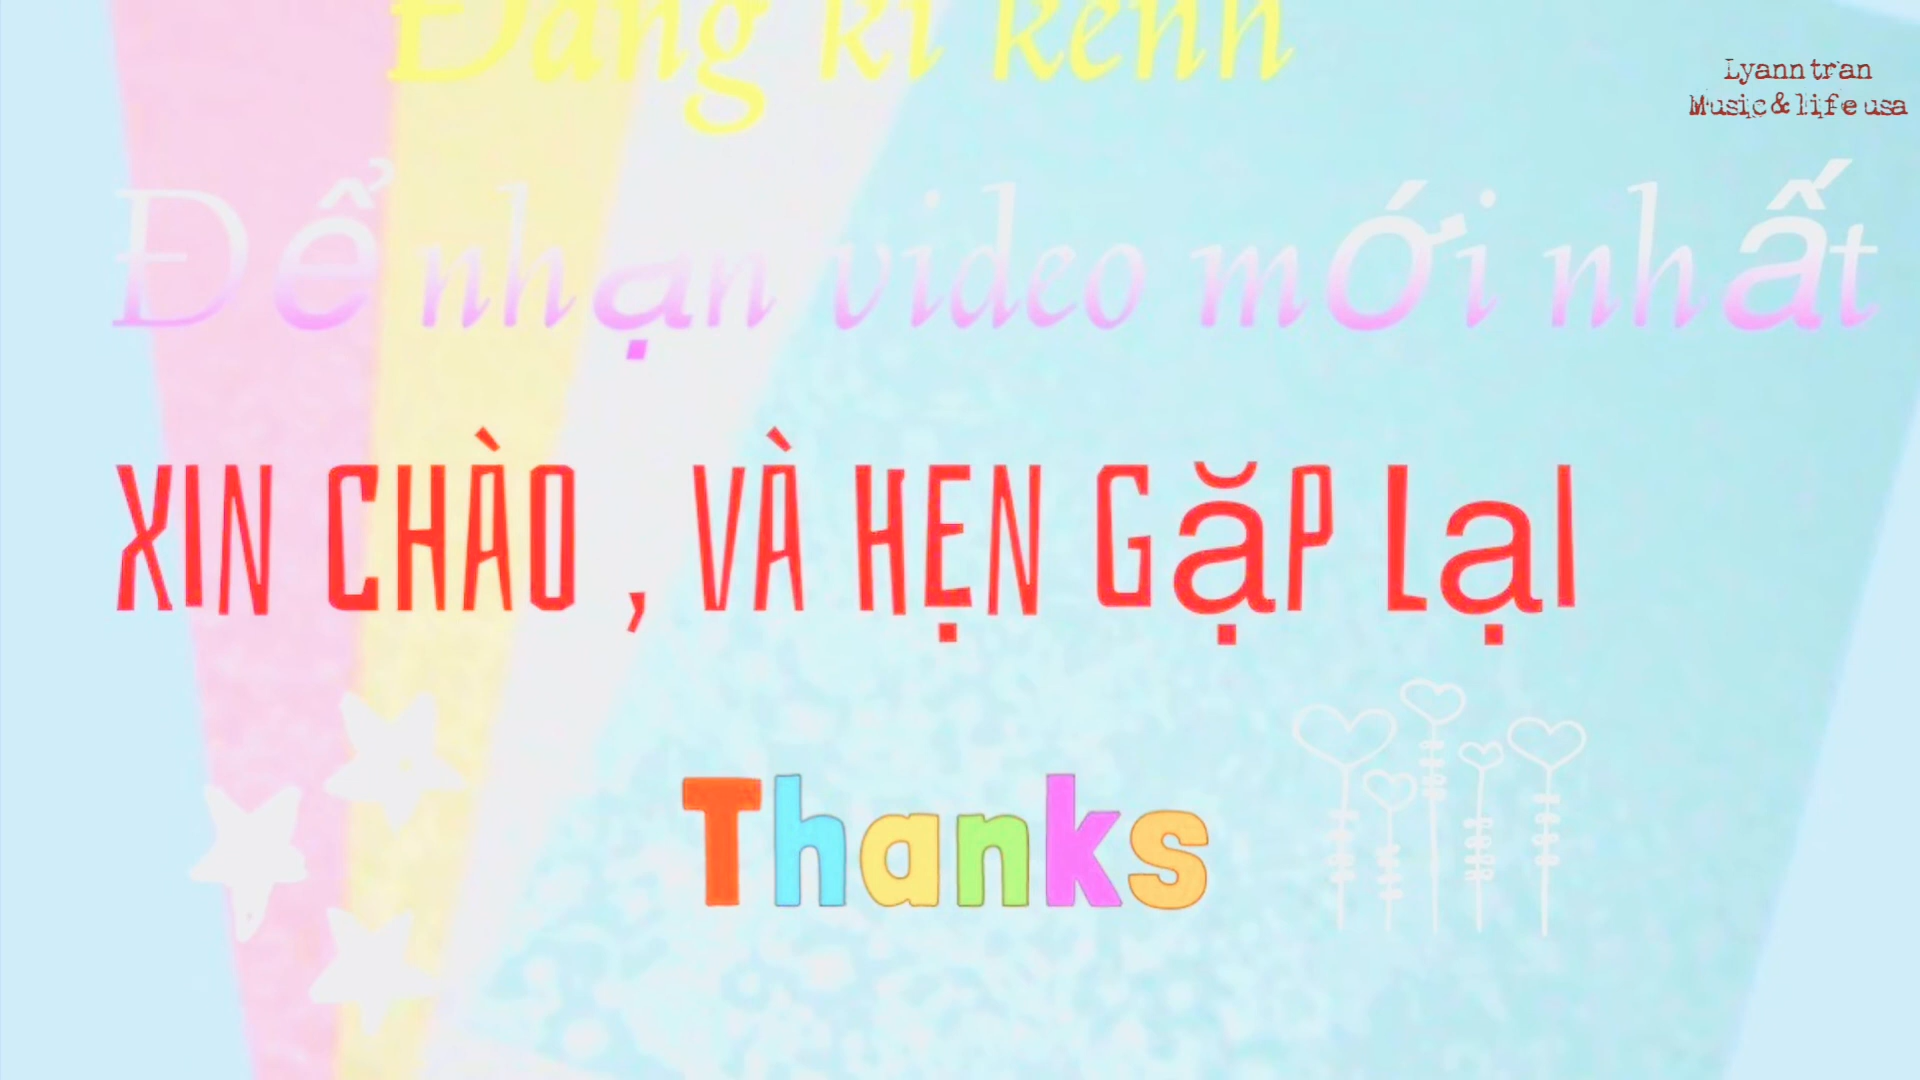 Đăng kí kênh
Lyann tran
Music & life usa
Để nhận video mới nhất
XIN CHÀO , VÀ HẸN GẶP LẠI
Thanks